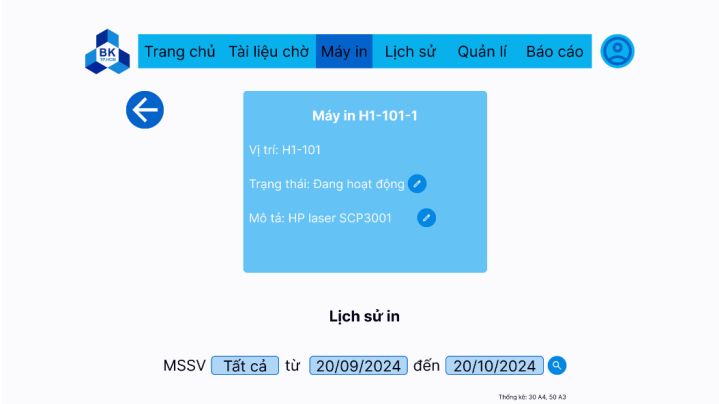 BK
TP.HCM
Trang chủ Tài liệu chờ Máy in Lịch sử Quản lí Báo cáo
Máy in H1-101-1
Vị trí: H1-101
Trạng thái: Đang hoạt động
Mô tả: HP laser SCP3001
Lịch sử in
MSSV Tất cả từ 20/09/2024 đến 20/10/2024
Thống kê: 30 A4, 50 A3